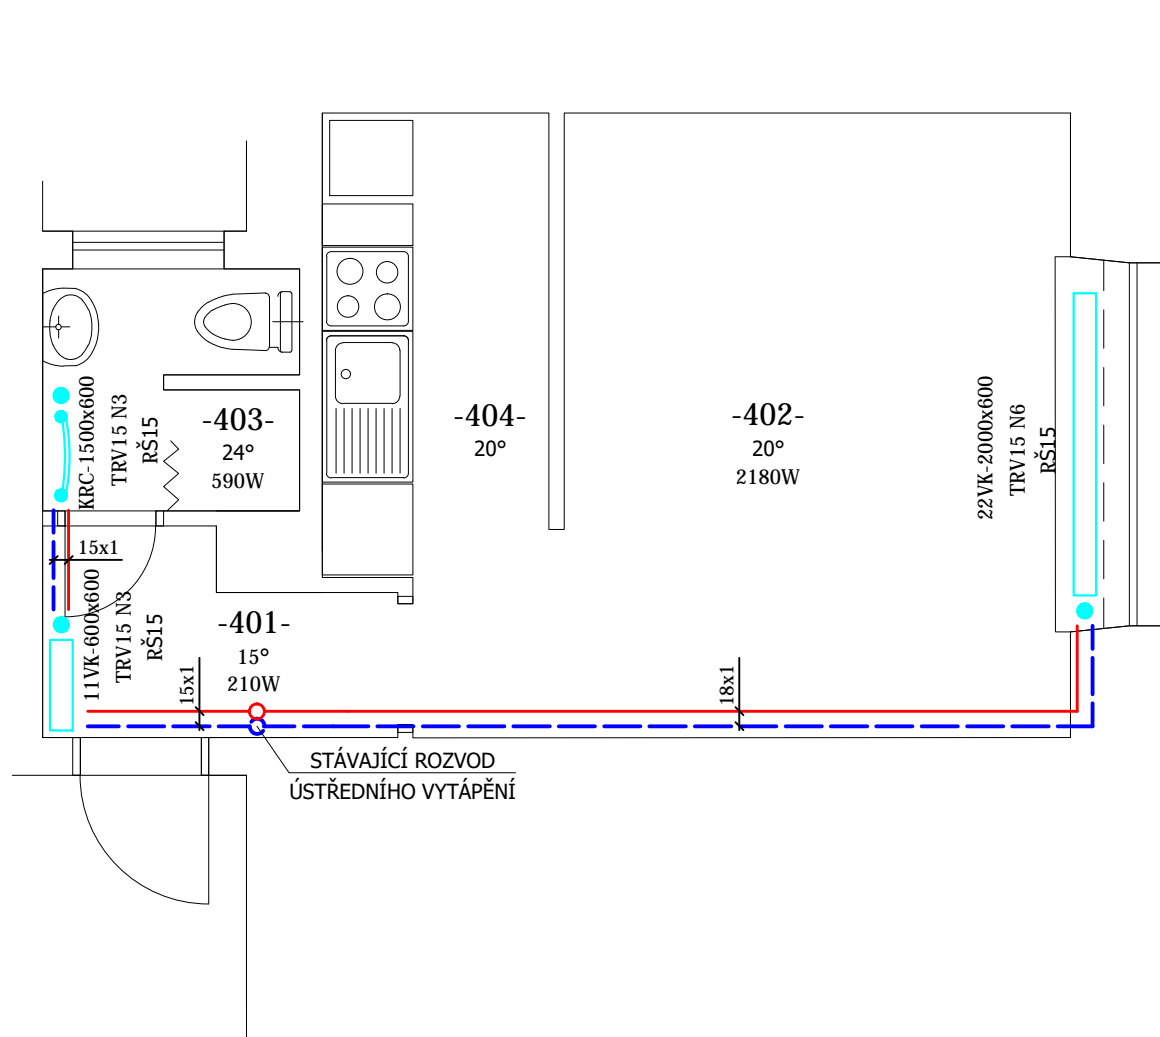 KRC-1500x600
TRV15 N3
RŠ15
-403-
24°
590W
-404-
20°
-402-
20°
2180W
22VK-2000x600
TRV15 N6
RŠ15
15x1
11VK-600x600
TRV15 N3
RŠ15
-401-
15°
210W
15x1
18x1
STÁVAJÍCÍ ROZVOD
ÚSTŘEDNÍHO VYTÁPĚNÍ